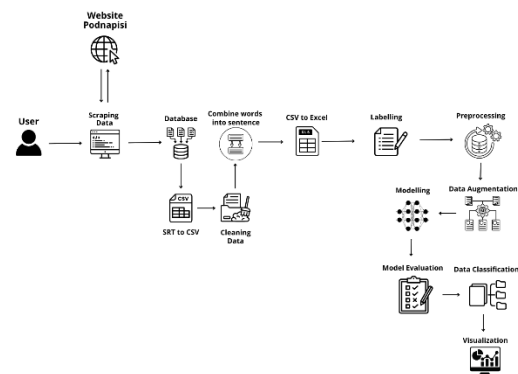 Website
Podnapisi
User
Scraping
Data
Database
Combine words
into sentence
CSV to Excel
Labelling
Preprocessing
CSV
SRT to CSV
Cleaning
Data
Modelling
Data Augmentation
Model Evaluation
Data Classification
Visualization